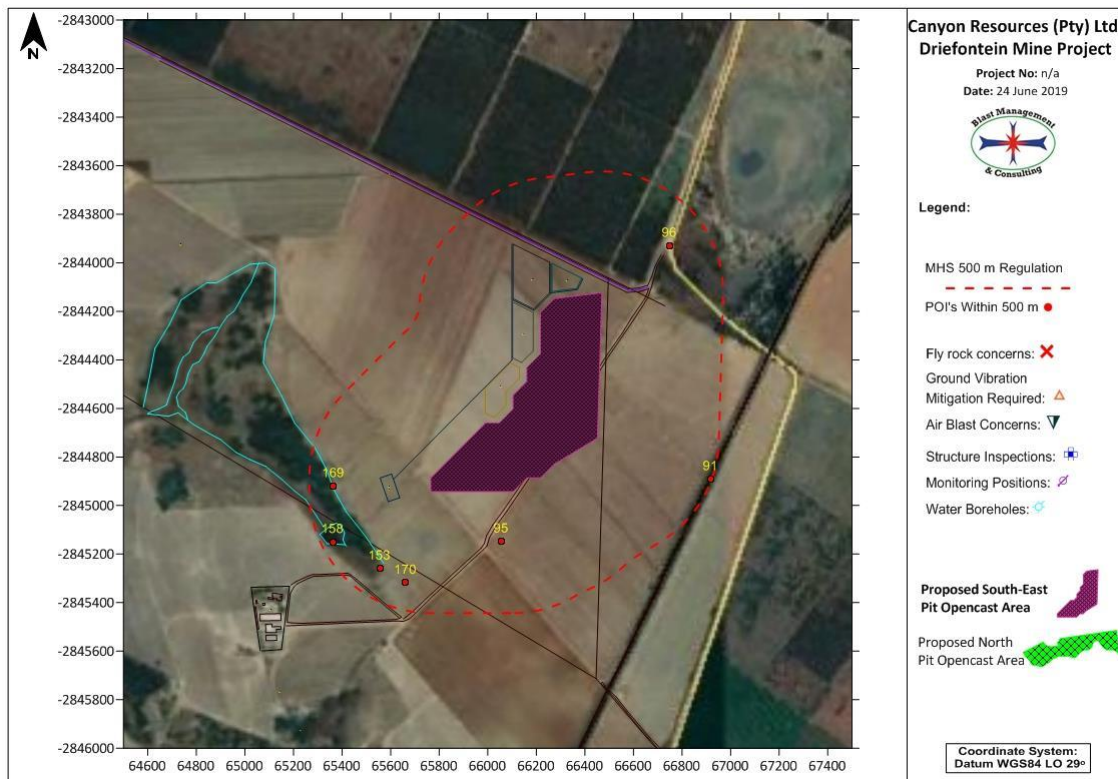 N
-2843000
-2843200
-2843400
-2843600
-2843800
-2844000
-2844200
-2844400
-2844600
-2844800
-2845000
-2845200
-2845400
-2845600
-2845800
-2846000
96
91
169
158
153
170
95
64600 64800 65000 65200 65400 65600 65800 66000 66200 66400 66600 66800 67000 67200 67400
Canyon Resources (Pty) Ltd
Driefontein Mine Project
Project No: n/a
Date: 24 June 2019
Blast Management
& Consulting
Legend:
MHS 500 m Regulation
POI's Within 500 m
Fly rock concerns:
Ground Vibration
Mitigation Required:
Air Blast Concerns:
Structure Inspections:
Monitoring Positions:
Water Boreholes:
Proposed South-East
Pit Opencast Area
Proposed North
Pit Opencast Area
Coordinate System:
Datum WGS84 LO 29º